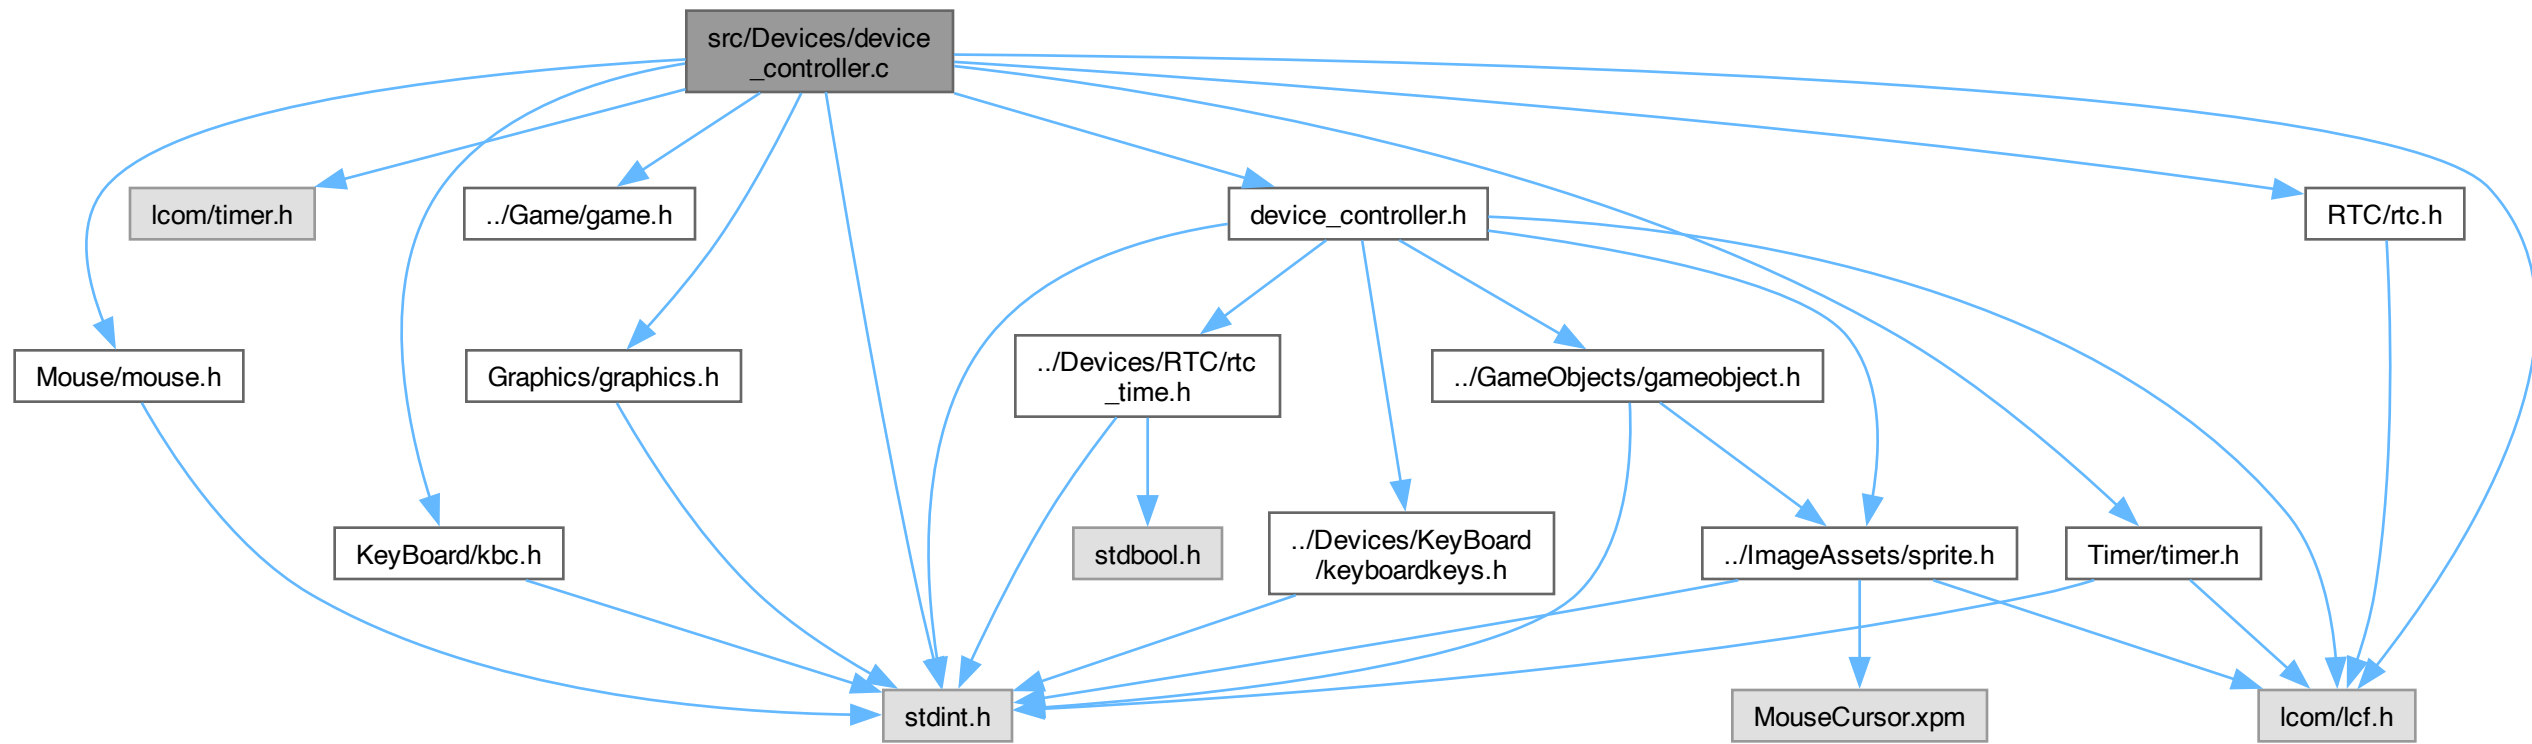 src/Devices/device
_controller.c
lcom/timer.h
../Game/game.h
device_controller.h
RTC/rtc.h
Mouse/mouse.h
Graphics/graphics.h
../Devices/RTC/rtc
_time.h
../GameObjects/gameobject.h
KeyBoard/kbc.h
stdbool.h
../Devices/KeyBoard
/keyboardkeys.h
../ImageAssets/sprite.h
Timer/timer.h
stdint.h
MouseCursor.xpm
lcom/lcf.h